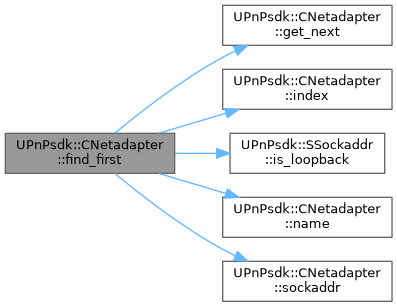 UPnPsdk::CNetadapter
::get_next
UPnPsdk::CNetadapter
::index
UPnPsdk::CNetadapter
::find_first
UPnPsdk::SSockaddr
::is_loopback
UPnPsdk::CNetadapter
::name
UPnPsdk::CNetadapter
::sockaddr